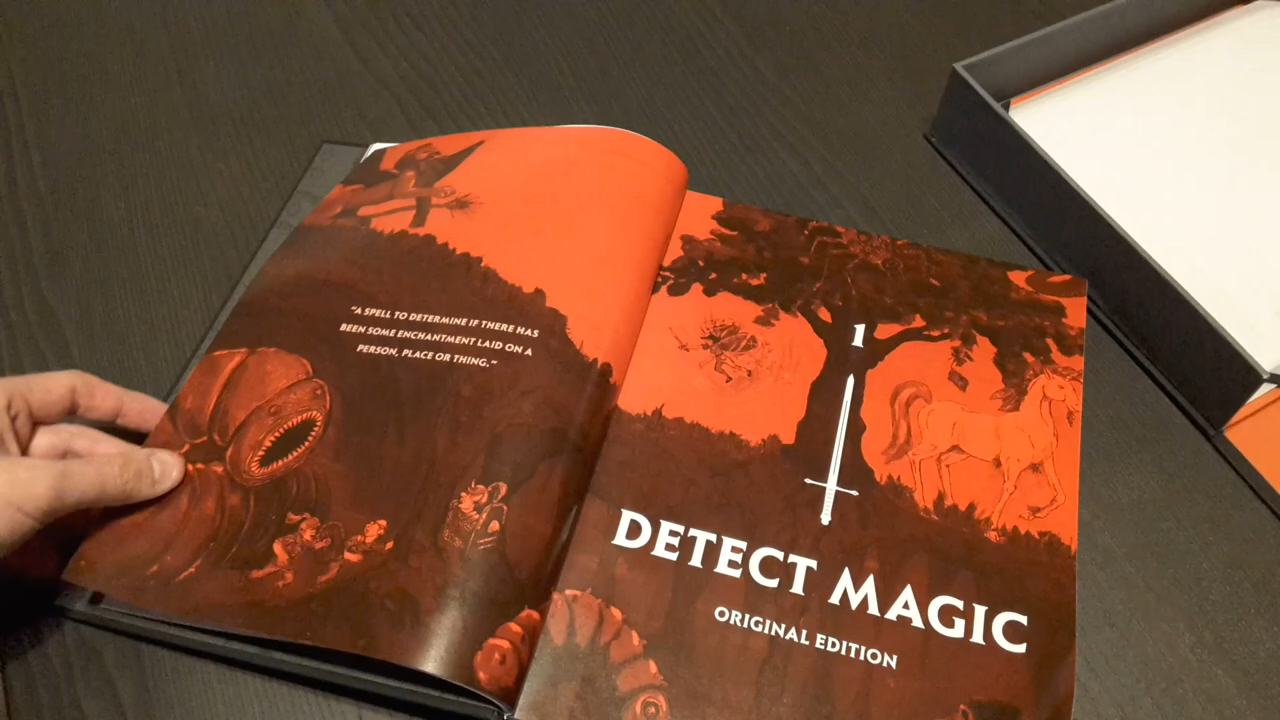 “A SPELL TO DETERMINE IF THERE HAS
BEEN SOME ENCHANTMENT LAID ON A
PERSON, PLACE OR THING.”
1
DETECT MAGIC
ORIGINAL EDITION